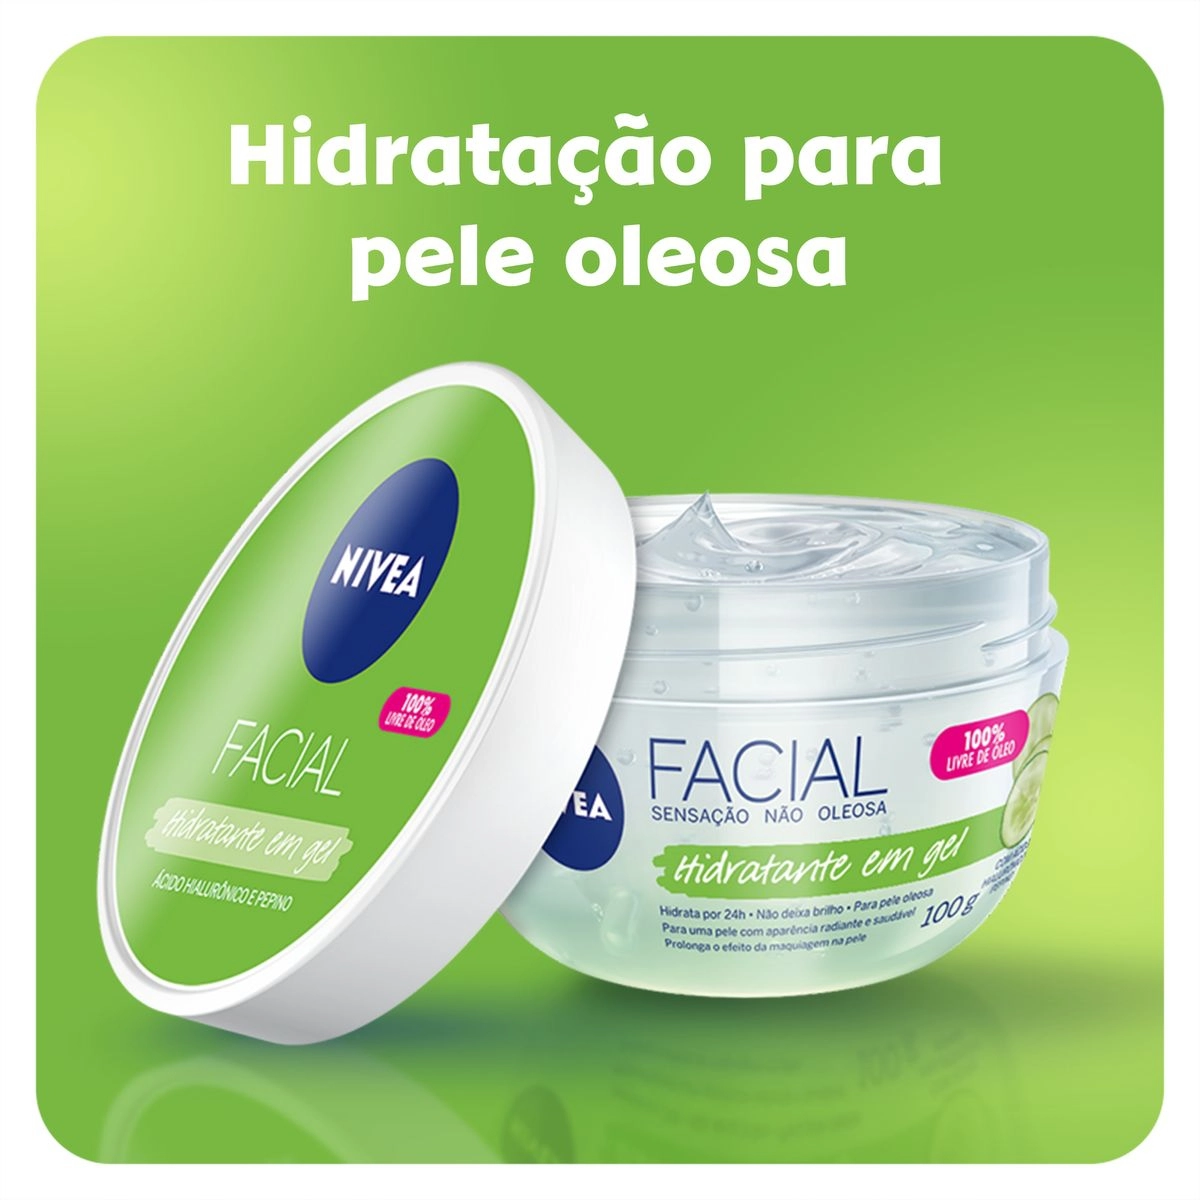 Hidratação para
pele oleosa
NIVEA
100%
LIVRE DE ÓLEO
FACIAL
Hidratante em gel
ÁCIDO HIALURÔNICO E PEPINO
FACIAL
SENSAÇÃO NÃO OLEOSA
100%
LIVRE DE ÓLEO
Hidratante em gel
Hidrata por 24h • Não deixa brilho • Para pele oleosa
Para uma pele com aparência radiante e saudável
Prolonga o efeito da maquiagem na pele
100 g